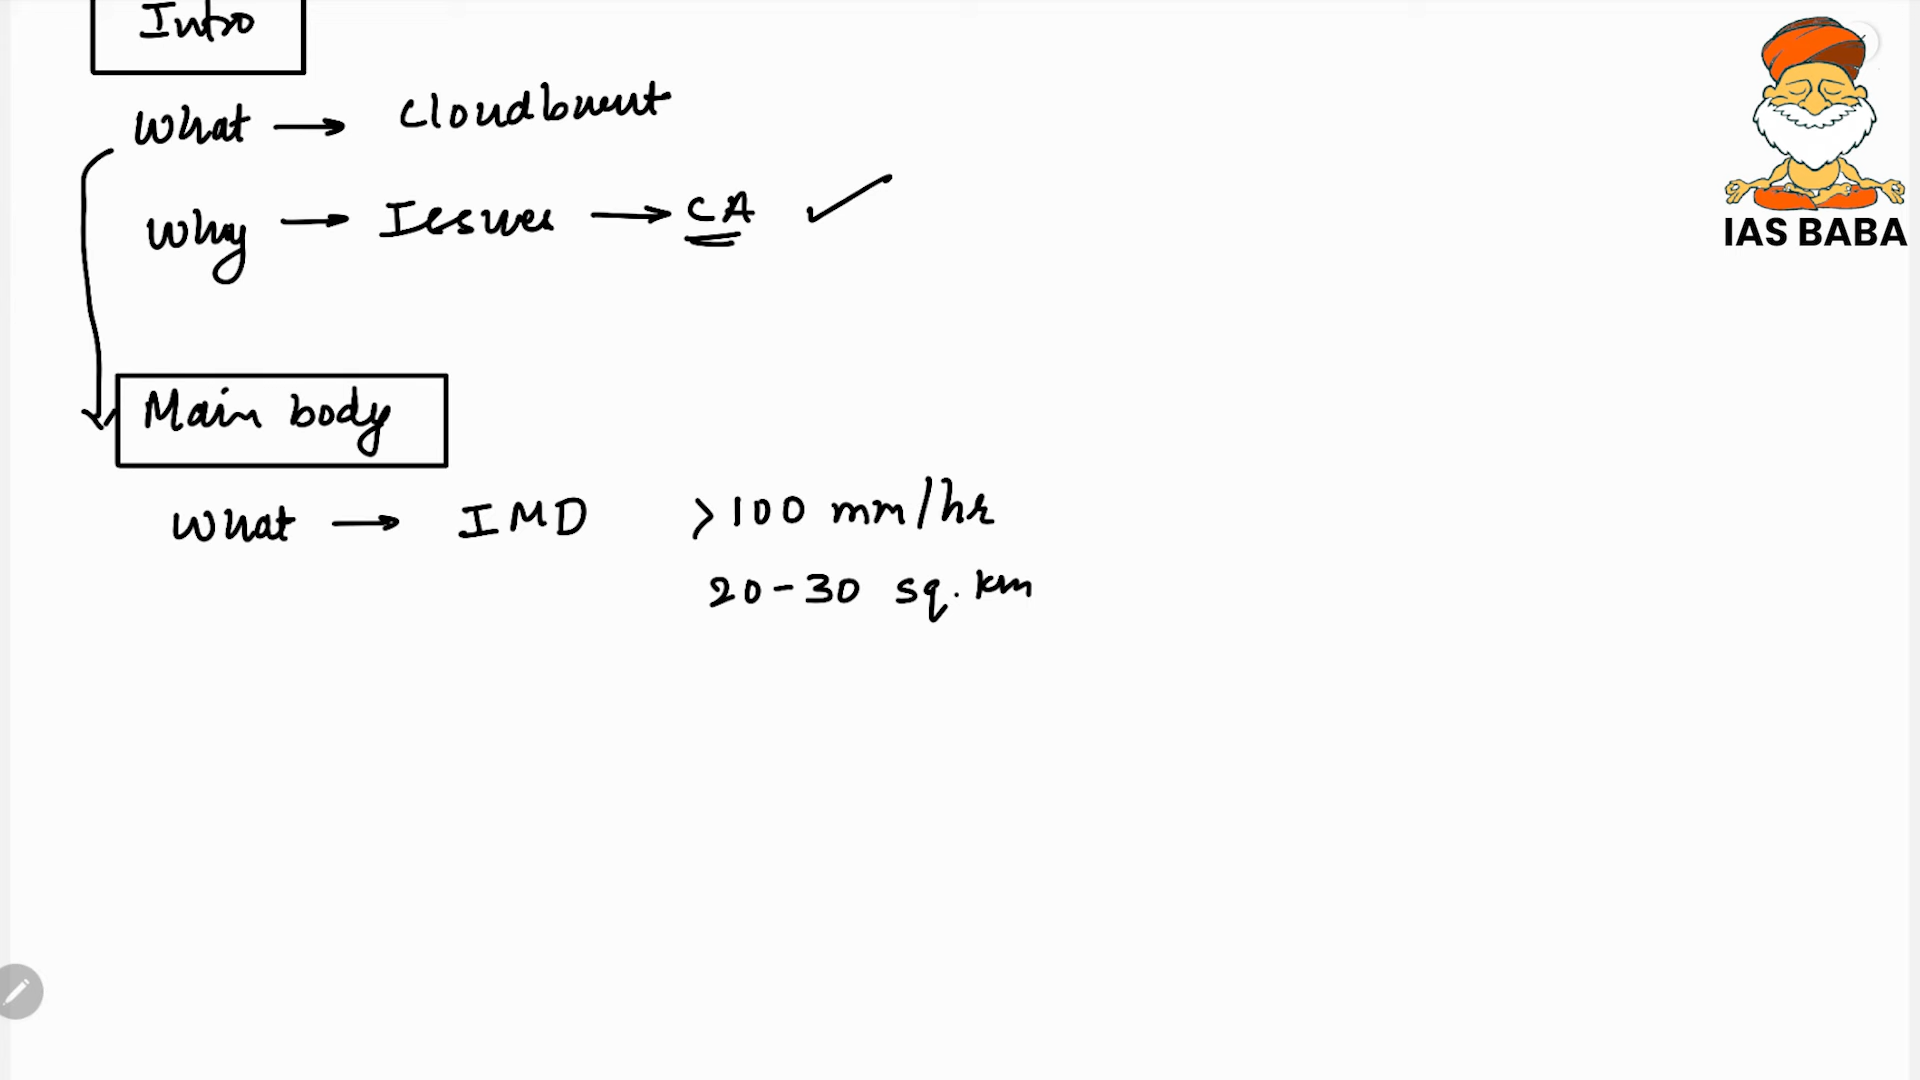 Intro
What → Cloudburst
Why → Issues → CA ✓
IAS BABA
Main body
What → IMD >100 mm/hr
20-30 sq. km